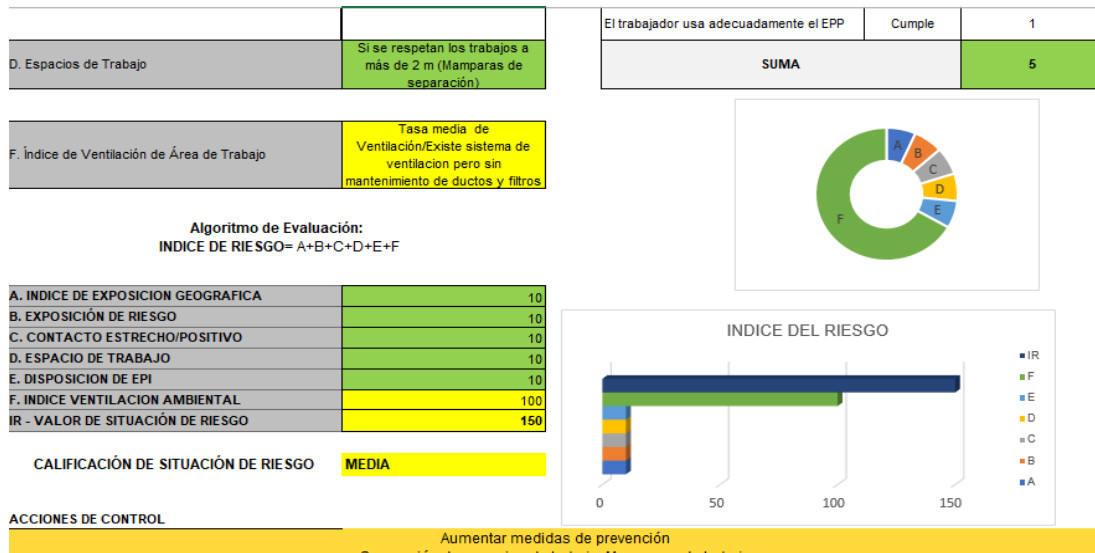 El trabajador usa adecuadamente el EPP Cumple 1
D. Espacios de Trabajo
Si se respetan los trabajos a
más de 2 m (Mamparas de
separación)
SUMA 5
F. Índice de Ventilación de Área de Trabajo
Tasa media de
Ventilación/Existe sistema de
ventilacion pero sin
mantenimiento de ductos y filtros
A
B
C
D
E
F
Algoritmo de Evaluación:
INDICE DE RIESGO= A+B+C+D+E+F
A. INDICE DE EXPOSICION GEOGRAFICA 10
B. EXPOSICIÓN DE RIESGO 10
C. CONTACTO ESTRECHO/POSITIVO 10
D. ESPACIO DE TRABAJO 10
E. DISPOSICION DE EPI 10
F. INDICE VENTILACION AMBIENTAL 100
IR - VALOR DE SITUACIÓN DE RIESGO 150
INDICE DEL RIESGO
IR
F
E
D
C
B
A
0 50 100 150
CALIFICACIÓN DE SITUACIÓN DE RIESGO MEDIA
ACCIONES DE CONTROL
Aumentar medidas de prevención